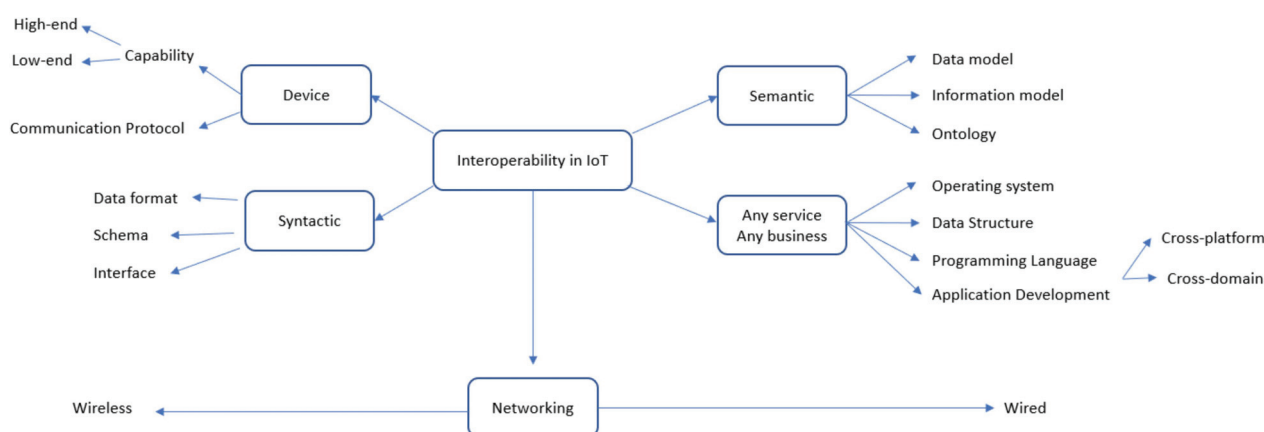 High-end
Low-end
Capability
Device
Communication Protocol
Data format
Schema
Interface
Syntactic
Interoperability in IoT
Semantic
Data model
Information model
Ontology
Any service
Any business
Operating system
Data Structure
Programming Language
Application Development
Cross-platform
Cross-domain
Wireless
Networking
Wired